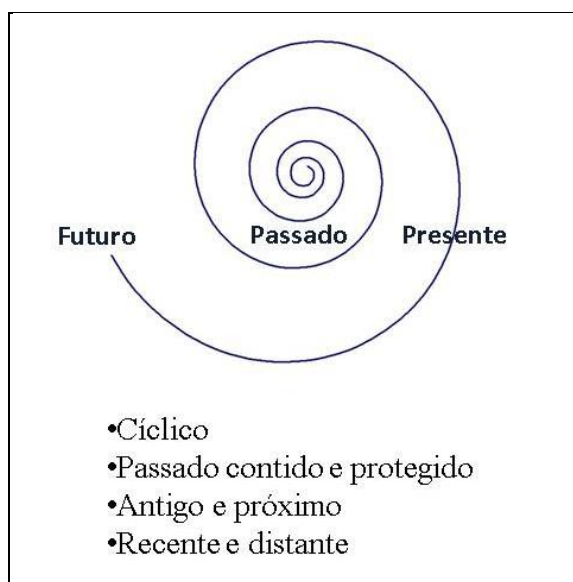 Futuro Passado Presente
•Cíclico
•Passado contido e protegido
•Antigo e próximo
•Recente e distante